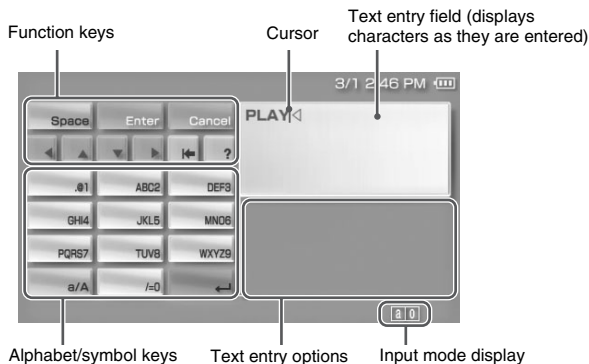 Text entry field (displays
characters as they are entered)
Function keys
Cursor
3/1 2:46 PM
Space Enter Cancel
PLAY
?
.@1 ABC2 DEF3
GHI4 JKL5 MNO6
PQRS7 TUV8 WXYZ9
a/A /=0
a 0
Alphabet/symbol keys
Text entry options
Input mode display